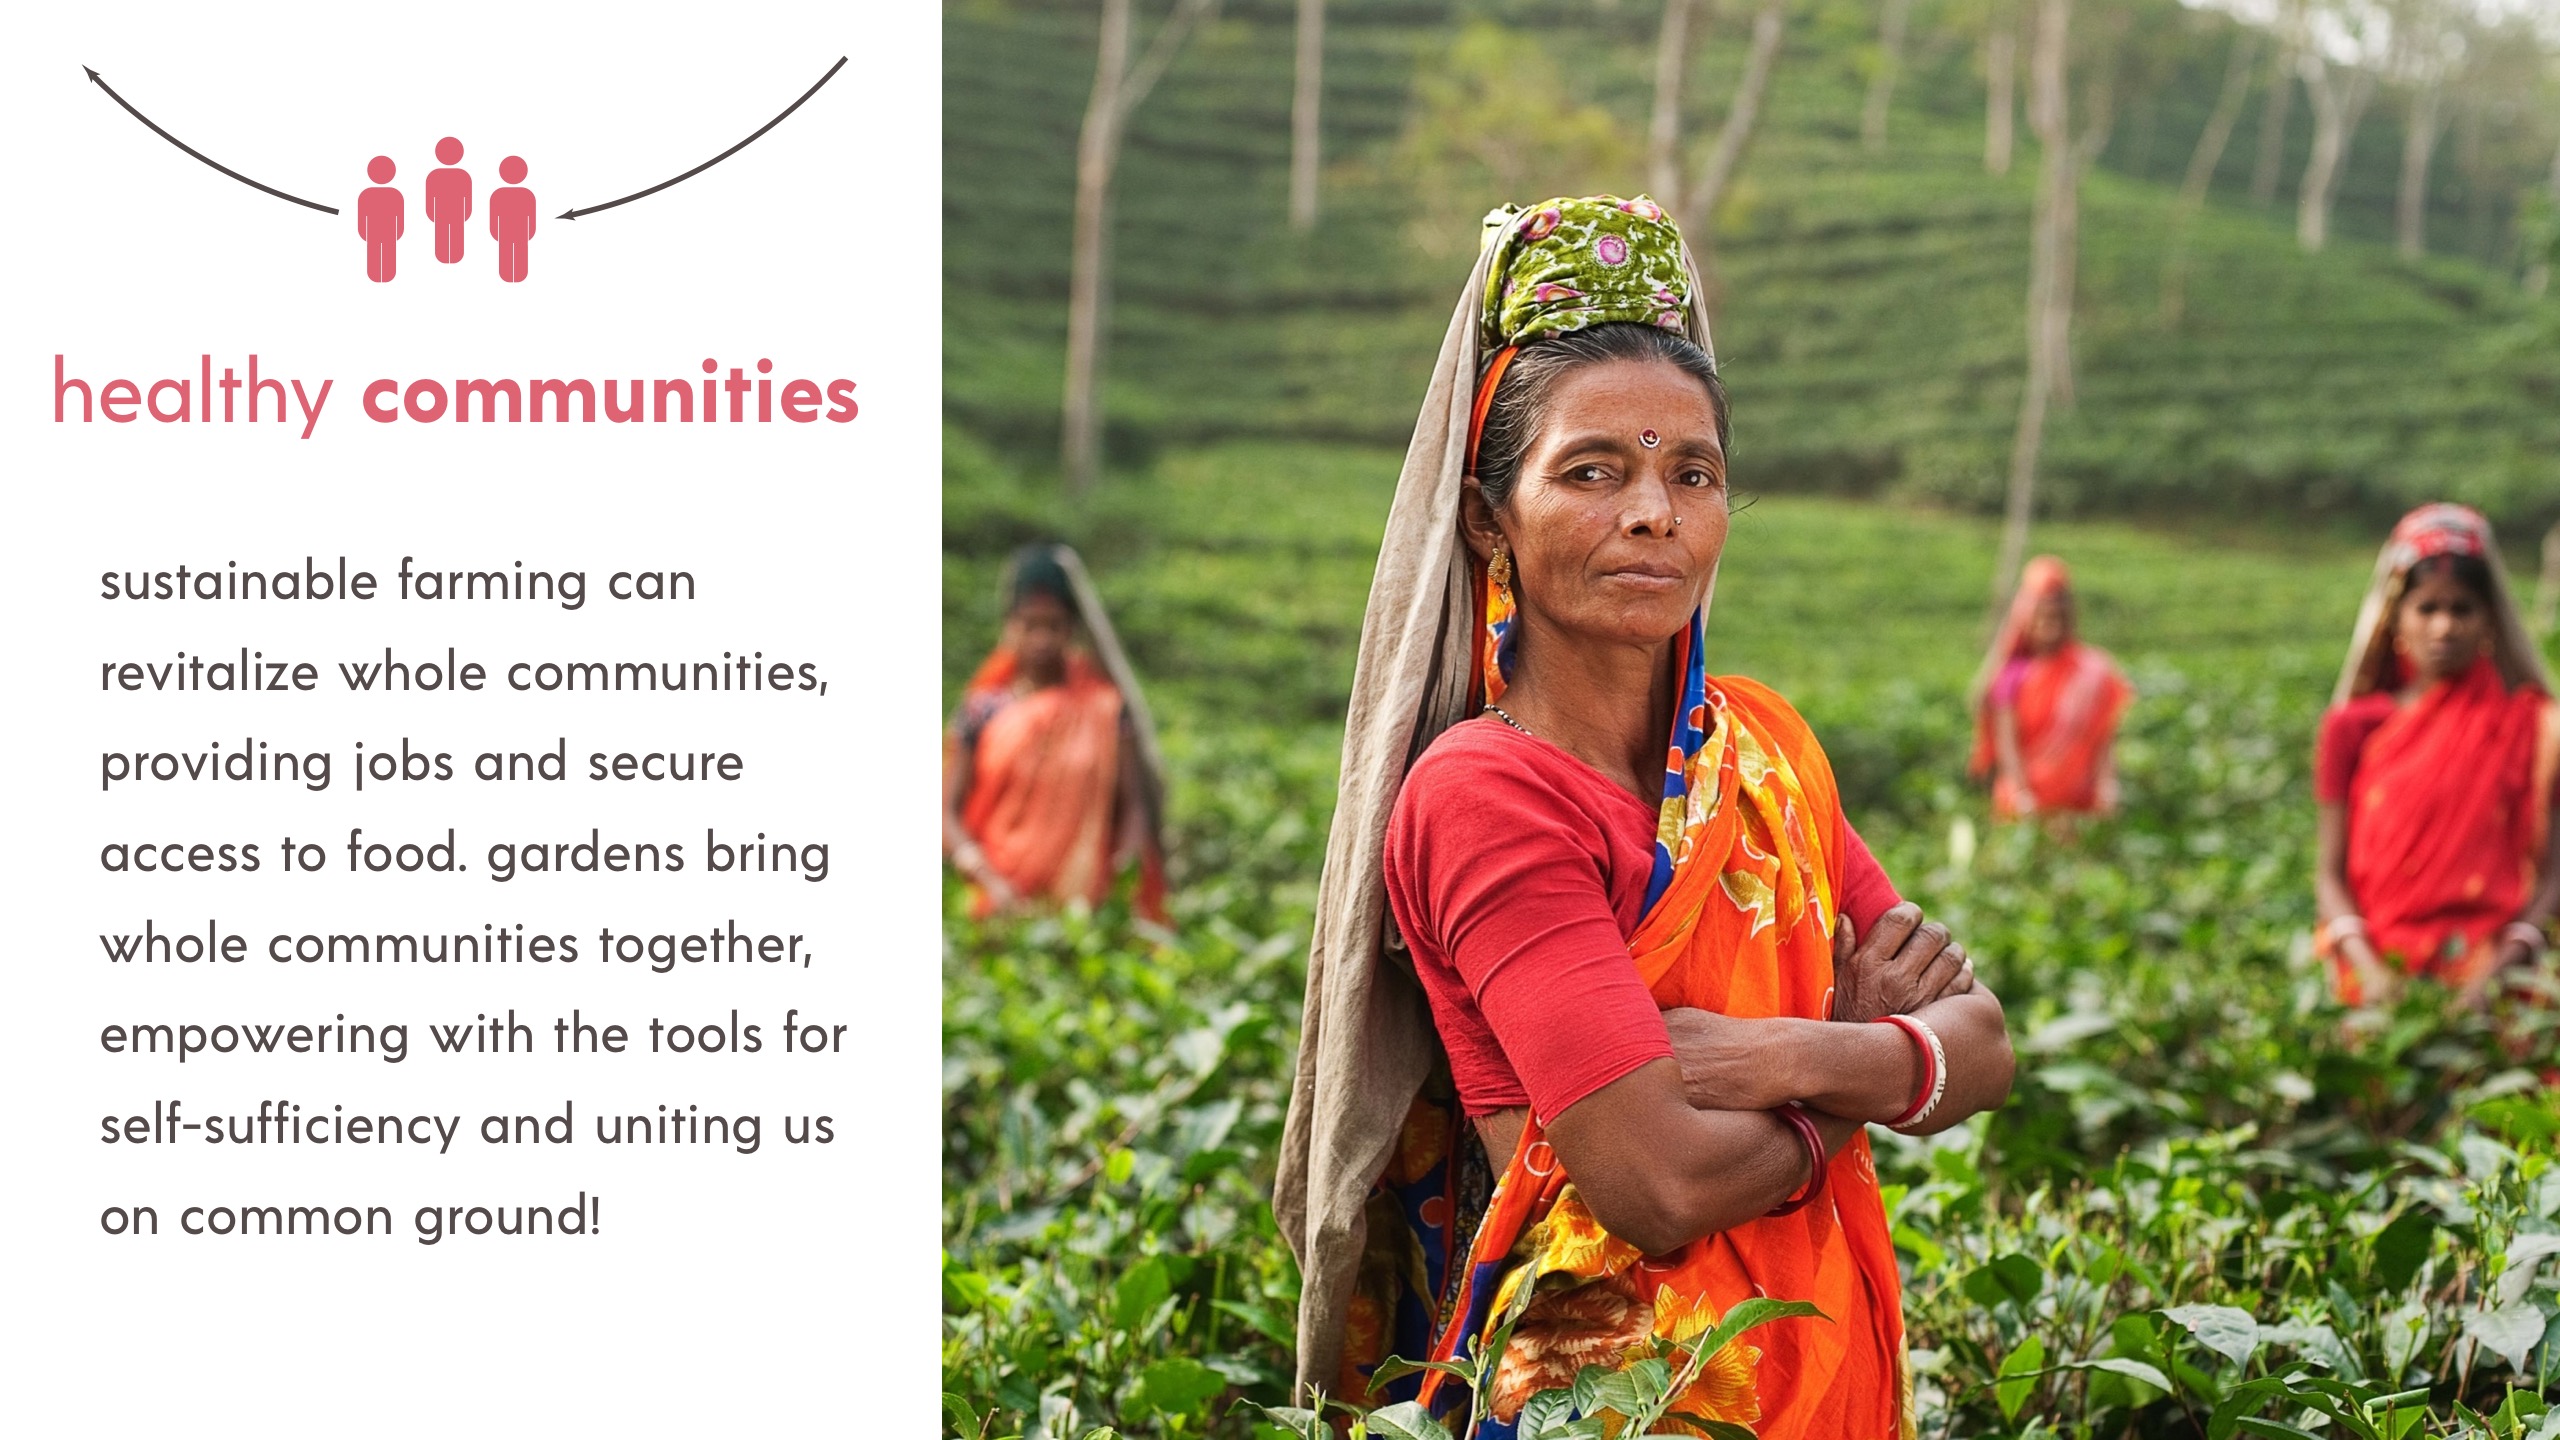 healthy communities
sustainable farming can
revitalize whole communities,
providing jobs and secure
access to food. gardens bring
whole communities together,
empowering with the tools for
self-sufficiency and uniting us
on common ground!